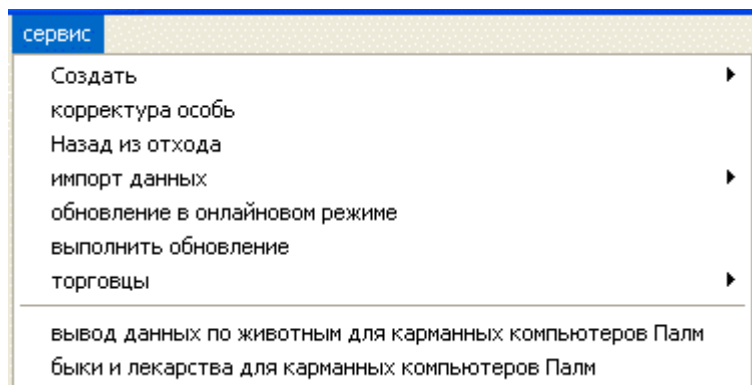 сервис
Создать
корректура особь
Назад из отхода
импорт данных
обновление в онлайновом режиме
выполнить обновление
торговцы
вывод данных по животным для карманных компьютеров Палм
быки и лекарства для карманных компьютеров Палм